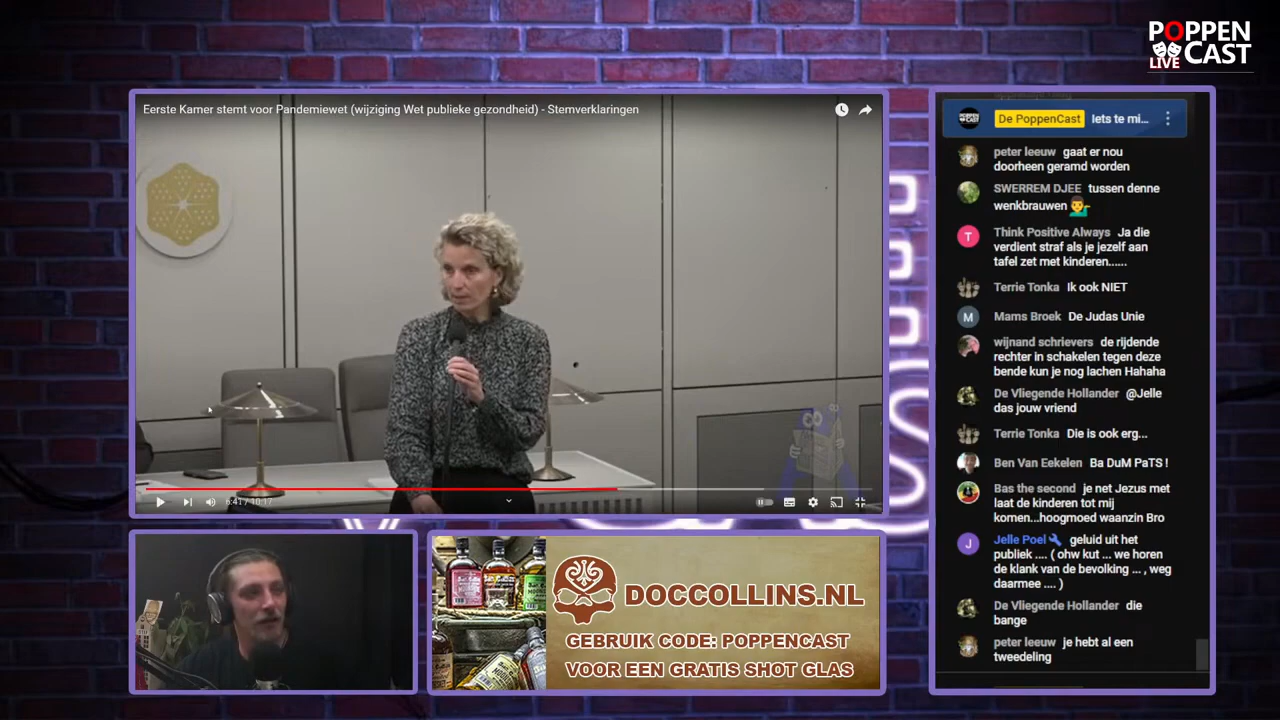 POPPEN
LIVE CAST
Eerste Kamer stemt voor Pandemiewet (wijziging Wet publieke gezondheid) - Stemverklaringen
6:41 / 10:17
De PoppenCast Iets te mi...
peter leeuw gaat er nou
doorheen geramd worden
SWERREM DJEE tussen denne
wenkbrauwen
T Think Positive Always Ja die
verdient straf als je jezelf aan
tafel zet met kinderen......
Terrie Tonka Ik ook NIET
M Mams Broek De Judas Unie
wijnand schrievers de rijdende
rechter in schakelen tegen deze
bende kun je nog lachen Hahaha
De Vliegende Hollander @Jelle
das jouw vriend
Terrie Tonka Die is ook erg...
Ben Van Eekelen Ba DuM PaTS !
Bas the second je net Jezus met
laat de kinderen tot mij
komen...hoogmoed waanzin Bro
J Jelle Poel geluid uit het
publiek .... ( ohw kut ... we horen
de klank van de bevolking ... , weg
daarmee .... )
De Vliegende Hollander die
bange
peter leeuw je hebt al een
tweedeling
DOCCOLLINS.NL
GEBRUIK CODE: POPPENCAST
VOOR EEN GRATIS SHOT GLAS